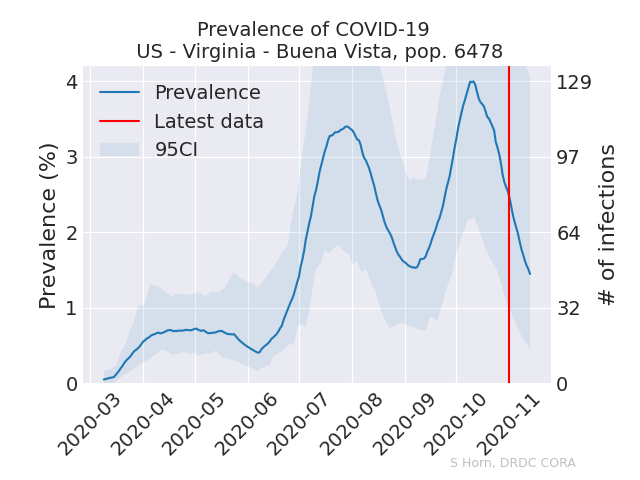 Prevalence of COVID-19
US - Virginia - Buena Vista, pop. 6478
Prevalence
Latest data
95CI
Prevalence (%)
4
3
2
1
0
129
97
64
32
0
# of infections
2020-03
2020-04
2020-05
2020-06
2020-07
2020-08
2020-09
2020-10
2020-11
S Horn, DRDC CORA